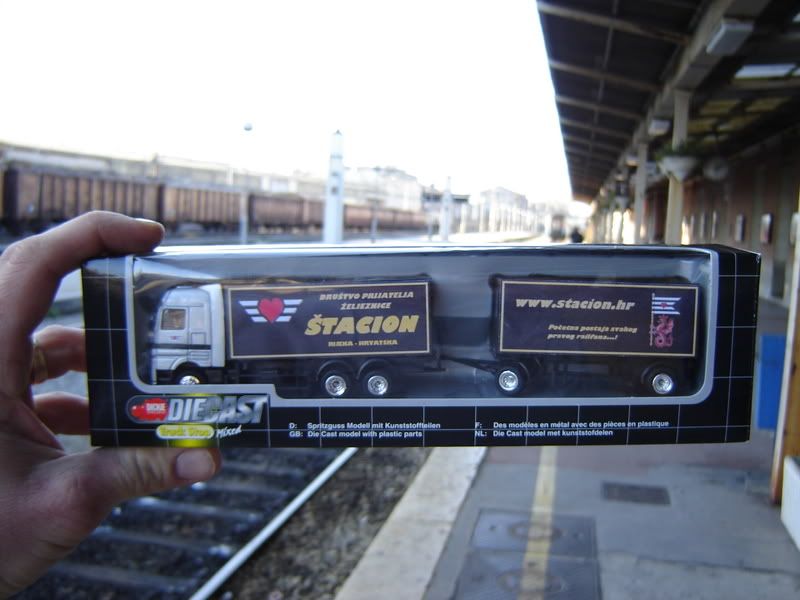 DRUŠTVO PRIJATELJA
ŽELJEZNICE
ŠTACION
RIJEKA - HRVATSKA
www.stacion.hr
Početna postaja svakog
pravog railfana...!
DICKIE
DIECAST
Truck Stop Mixed
D: Spritzguss Modell mit Kunststoffteilen
GB: Die Cast model with plastic parts
F: Des modèles en métal avec des pièces en plastique
NL: Die Cast model met kunststofdelen